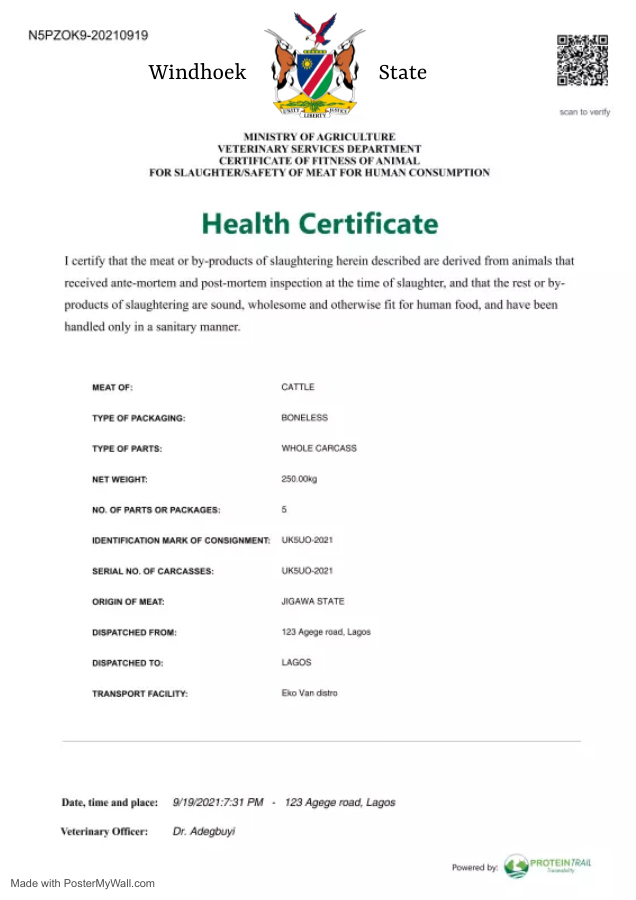 N5PZOK9-20210919
Windhoek State
UNITY LIBERTY JUSTICE
scan to verify
MINISTRY OF AGRICULTURE
VETERINARY SERVICES DEPARTMENT
CERTIFICATE OF FITNESS OF ANIMAL
FOR SLAUGHTER/SAFETY OF MEAT FOR HUMAN CONSUMPTION
Health Certificate
I certify that the meat or by-products of slaughtering herein described are derived from animals that
received ante-mortem and post-mortem inspection at the time of slaughter, and that the rest or by-
products of slaughtering are sound, wholesome and otherwise fit for human food, and have been
handled only in a sanitary manner.
MEAT OF: CATTLE
TYPE OF PACKAGING: BONELESS
TYPE OF PARTS: WHOLE CARCASS
NET WEIGHT: 250.00kg
NO. OF PARTS OR PACKAGES: 5
IDENTIFICATION MARK OF CONSIGNMENT: UK5UO-2021
SERIAL NO. OF CARCASSES: UK5UO-2021
ORIGIN OF MEAT: JIGAWA STATE
DISPATCHED FROM: 123 Agege road, Lagos
DISPATCHED TO: LAGOS
TRANSPORT FACILITY: Eko Van distro
Date, time and place: 9/19/2021:7:31 PM - 123 Agege road, Lagos
Veterinary Officer: Dr. Adegbuyi
Powered by: PROTEINTRAIL
Traceability
Made with PosterMyWall.com